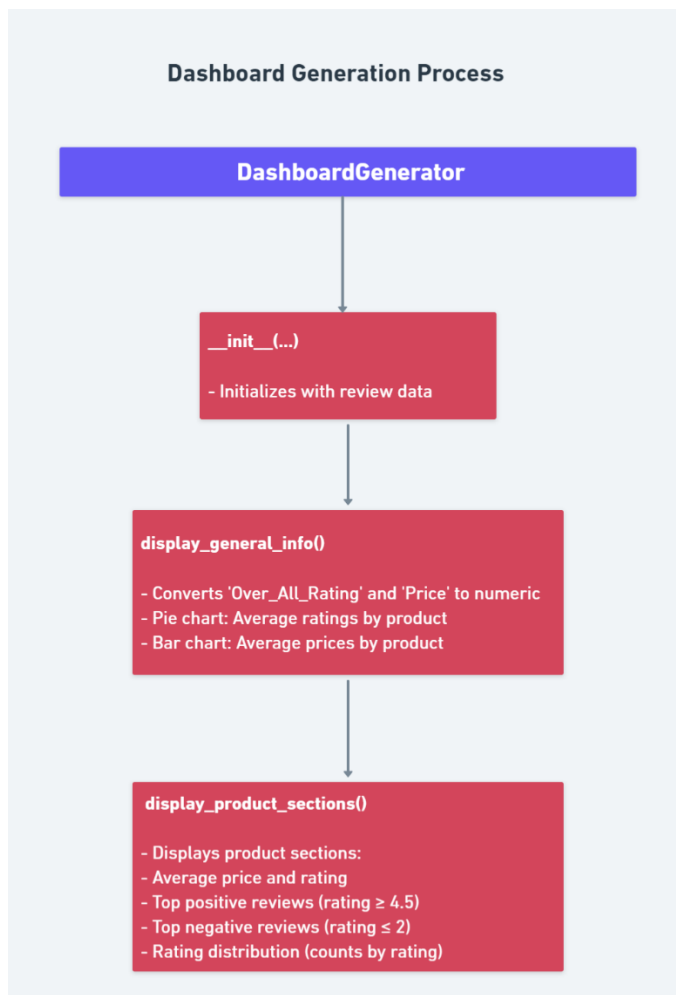 Dashboard Generation Process
DashboardGenerator
__init__(...)
- Initializes with review data
display_general_info()
- Converts 'Over_All_Rating' and 'Price' to numeric
- Pie chart: Average ratings by product
- Bar chart: Average prices by product
display_product_sections()
- Displays product sections:
- Average price and rating
- Top positive reviews (rating ≥ 4.5)
- Top negative reviews (rating ≤ 2)
- Rating distribution (counts by rating)